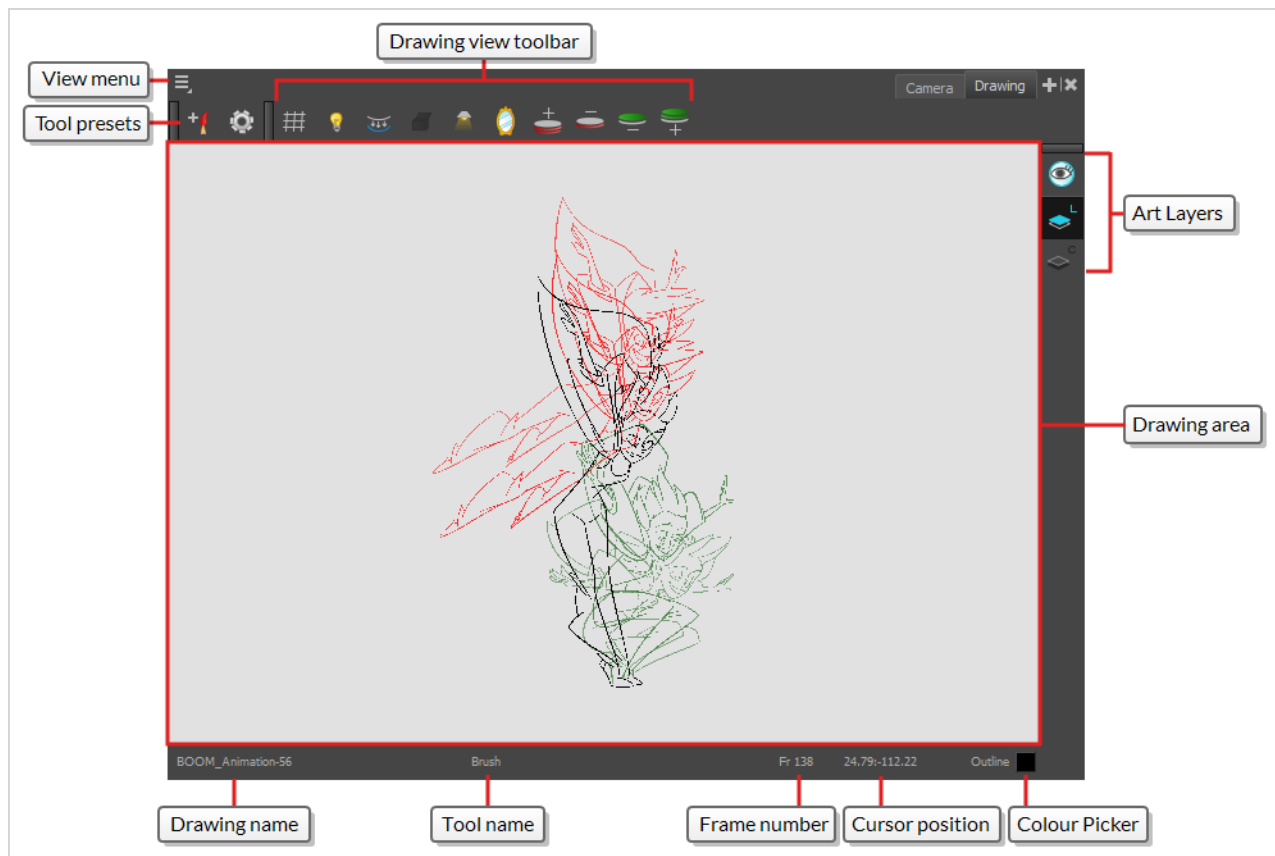 Drawing view toolbar
View menu
Camera
Drawing
Tool presets
L
Art Layers
C
Drawing area
BOOM_Animation-56
Brush
Fr 138
24.79:-112.22
Outline
Drawing name
Tool name
Frame number
Cursor position
Colour Picker